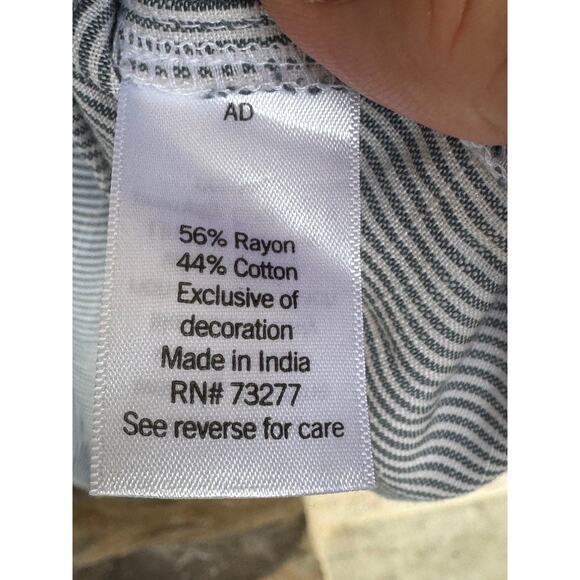 AD
56% Rayon
44% Cotton
Exclusive of
decoration
Made in India
RN# 73277
See reverse for care